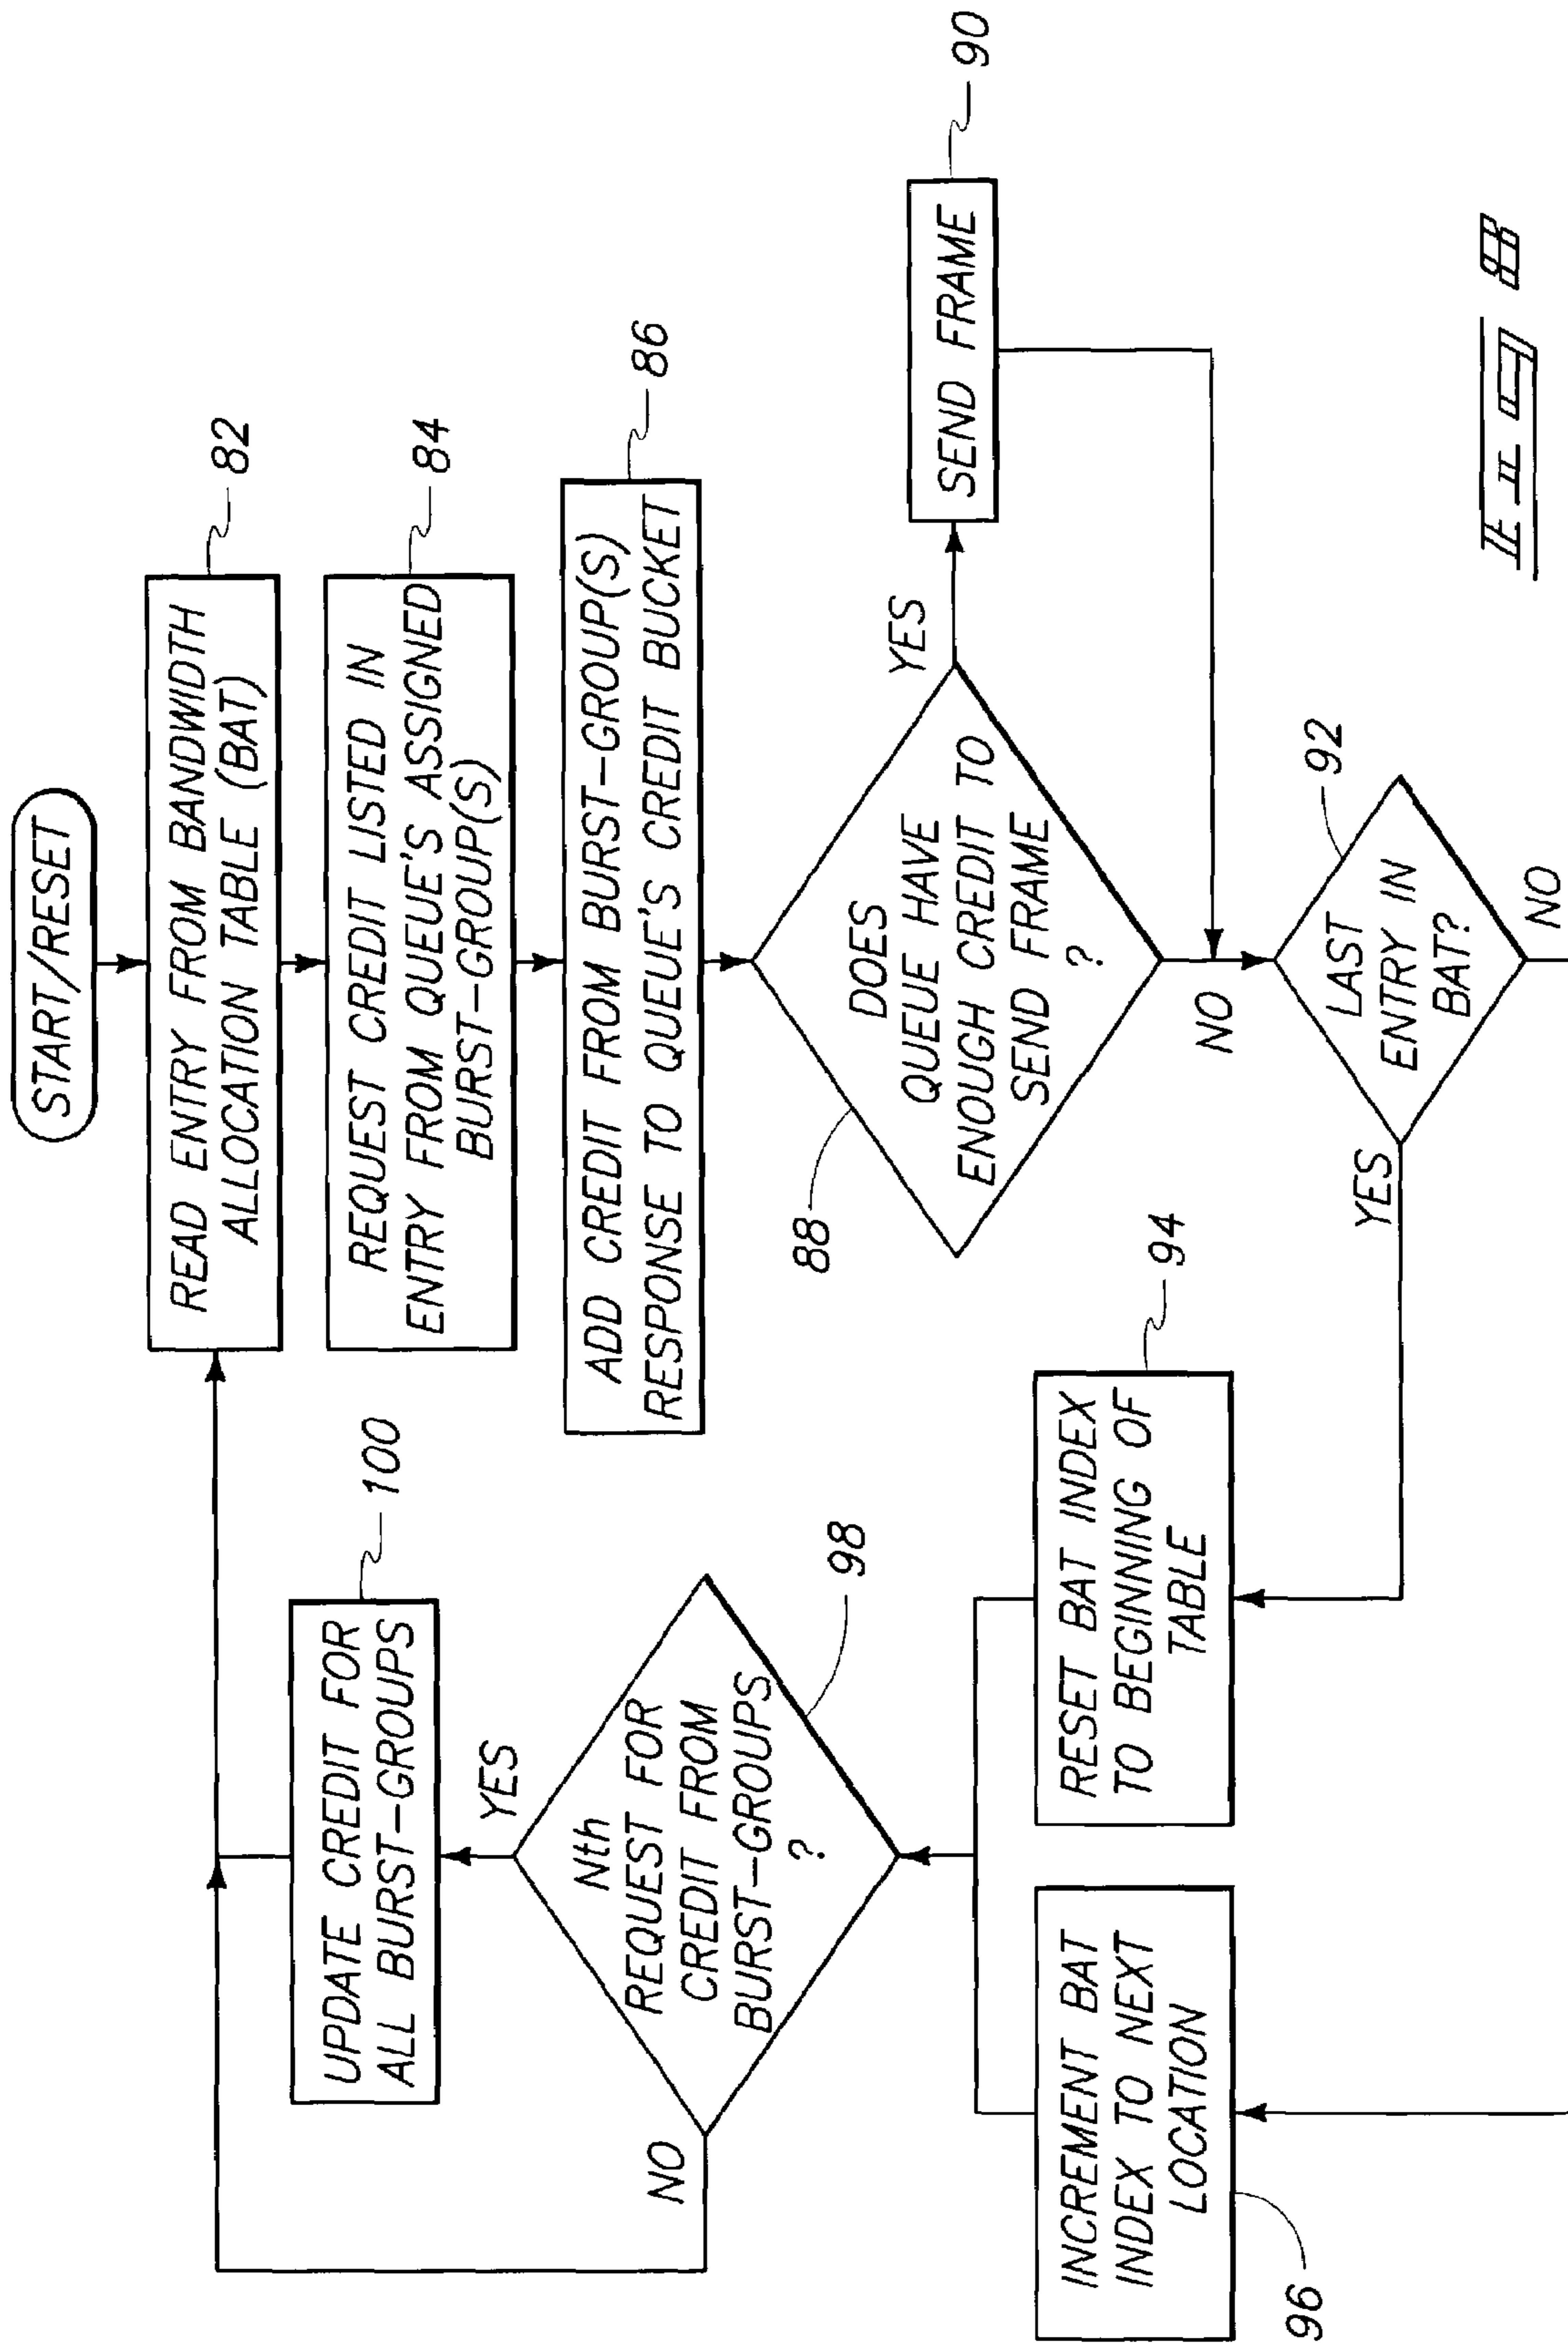 START/RESET
READ ENTRY FROM BANDWIDTH
ALLOCATION TABLE (BAT)
82
REQUEST CREDIT LISTED IN
ENTRY FROM QUEUE'S ASSIGNED
BURST-GROUP(S)
84
ADD CREDIT FROM BURST-GROUP(S)
RESPONSE TO QUEUE'S CREDIT BUCKET
86
DOES
QUEUE HAVE
ENOUGH CREDIT TO
SEND FRAME
?
88
YES
NO
SEND FRAME
90
LAST
ENTRY IN
BAT?
92
YES
NO
RESET BAT INDEX
TO BEGINNING OF
TABLE
94
INCREMENT BAT
INDEX TO NEXT
LOCATION
96
Nth
REQUEST FOR
CREDIT FROM
BURST-GROUPS
?
98
YES
NO
UPDATE CREDIT FOR
ALL BURST-GROUPS
100
FIG 8